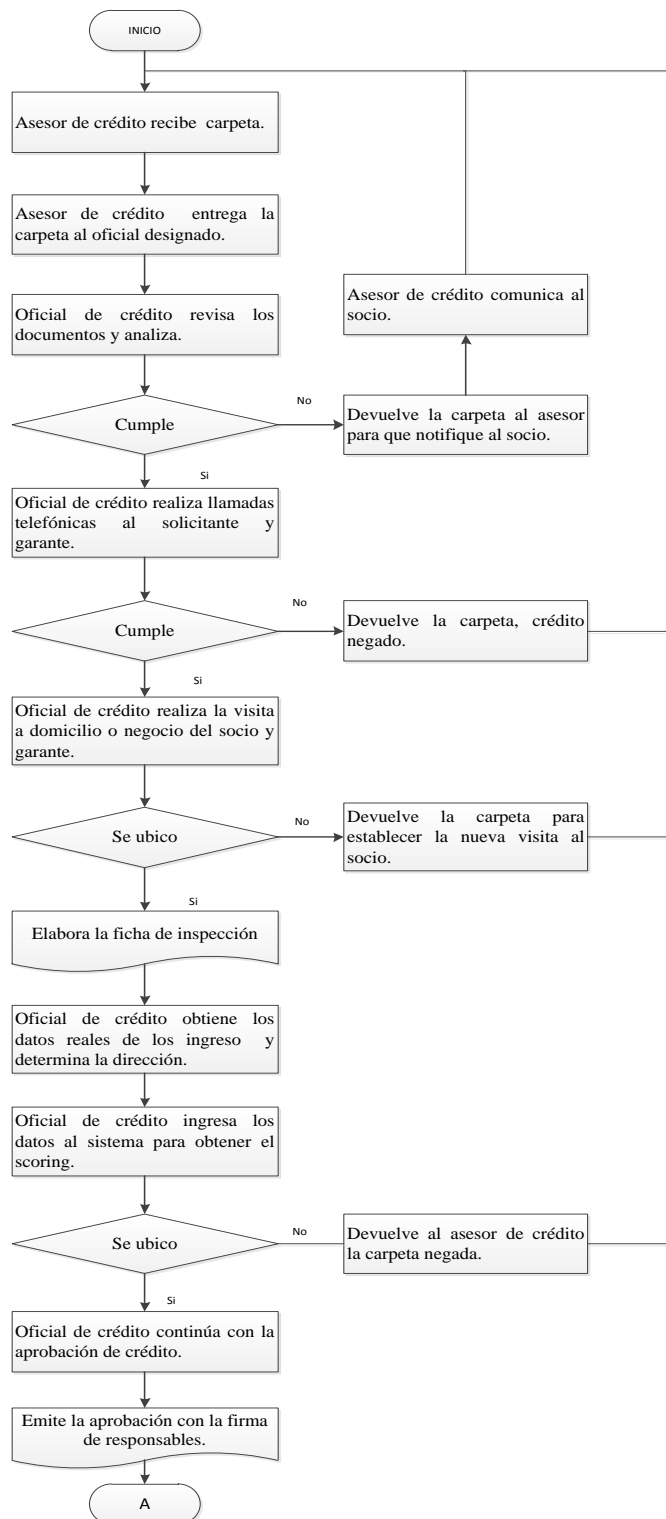 INICIO
Asesor de crédito recibe carpeta.
Asesor de crédito entrega la
carpeta al oficial designado.
Oficial de crédito revisa los
documentos y analiza.
Asesor de crédito comunica al
socio.
Cumple
No
Devuelve la carpeta al asesor
para que notifique al socio.
Si
Oficial de crédito realiza llamadas
telefónicas al solicitante y
garante.
Cumple
No
Devuelve la carpeta, crédito
negado.
Si
Oficial de crédito realiza la visita
a domicilio o negocio del socio y
garante.
Se ubico
No
Devuelve la carpeta para
establecer la nueva visita al
socio.
Si
Elabora la ficha de inspección
Oficial de crédito obtiene los
datos reales de los ingreso y
determina la dirección.
Oficial de crédito ingresa los
datos al sistema para obtener el
scoring.
Se ubico
No
Devuelve al asesor de crédito
la carpeta negada.
Si
Oficial de crédito continúa con la
aprobación de crédito.
Emite la aprobación con la firma
de responsables.
A